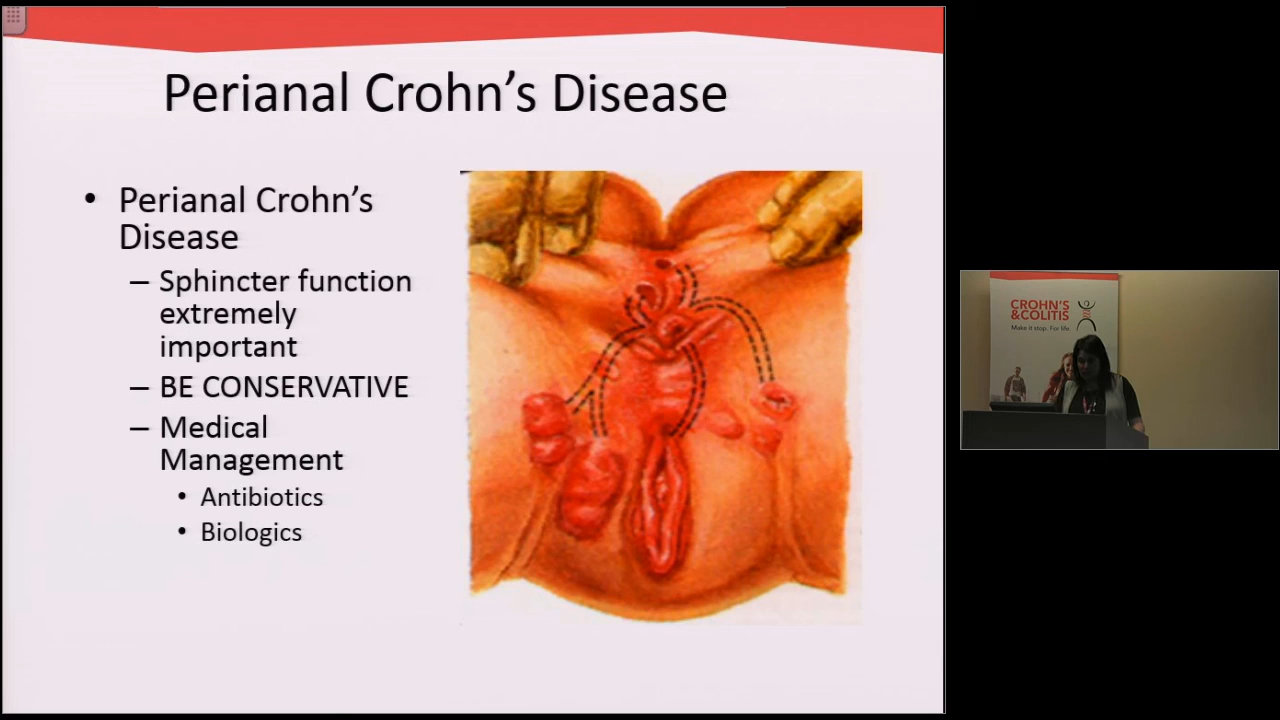 Perianal Crohn's Disease
• Perianal Crohn's
Disease
– Sphincter function
extremely
important
– BE CONSERVATIVE
– Medical
Management
• Antibiotics
• Biologics
CROHN'S
&COLITIS
Make it stop. For life.